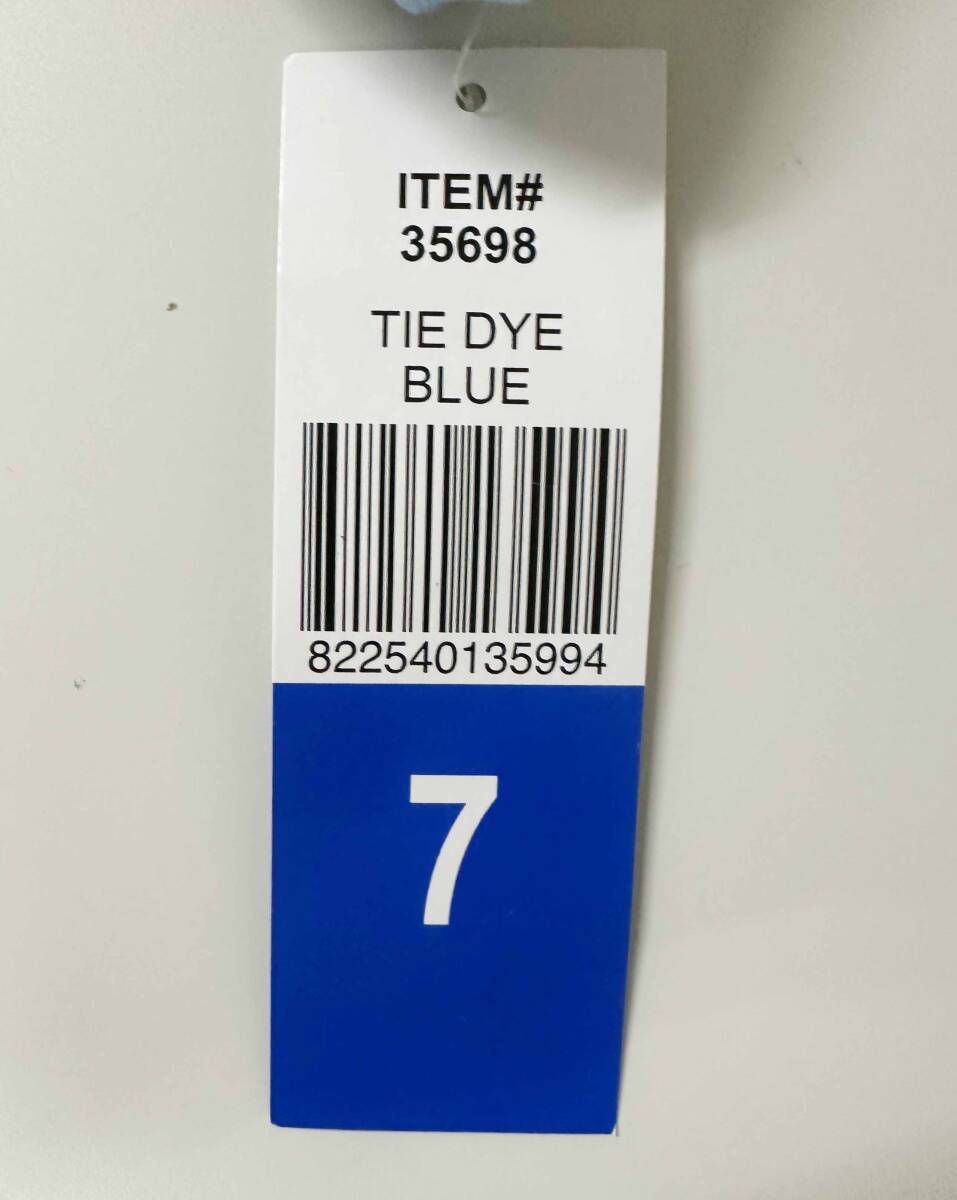 ITEM#
35698
TIE DYE
BLUE
822540135994
7